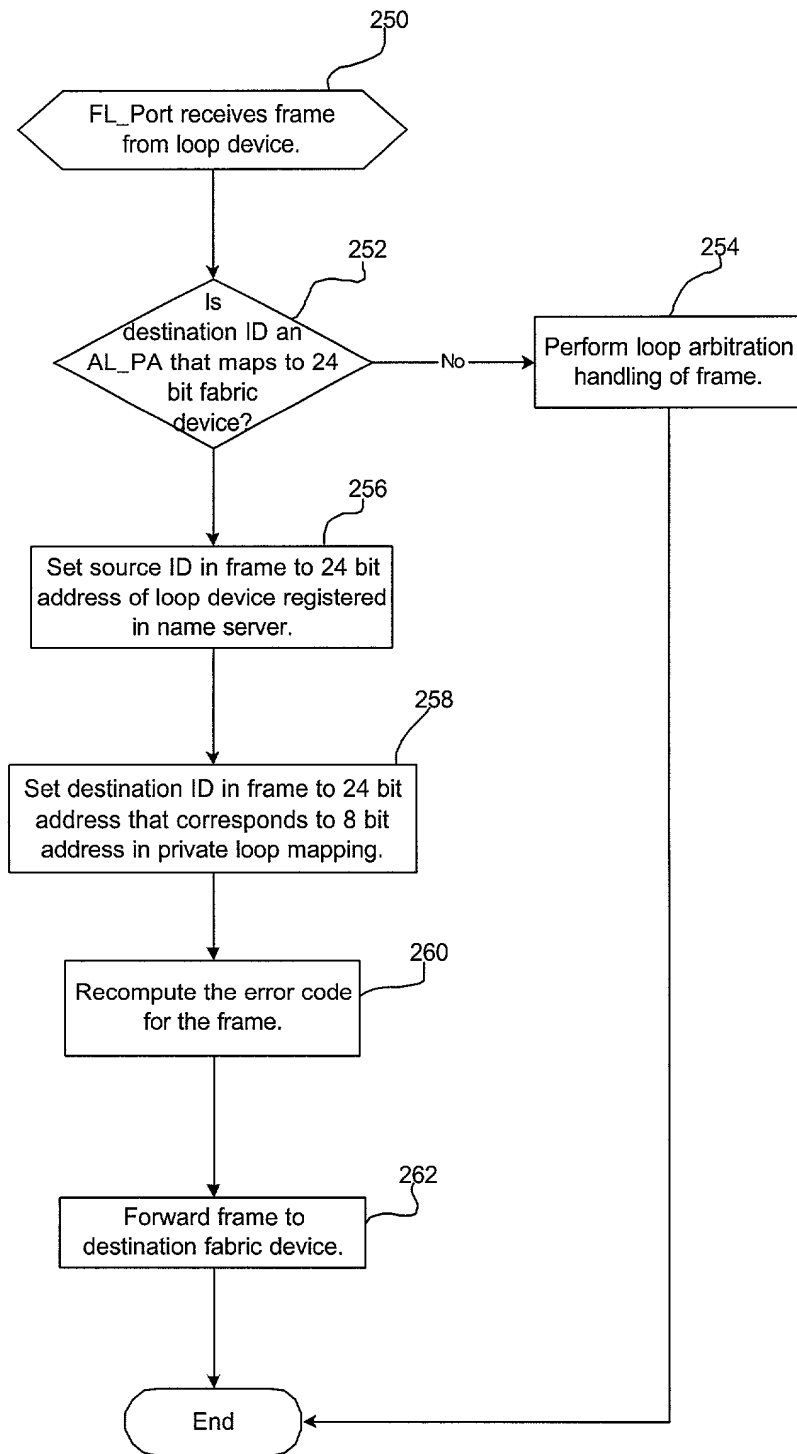 250
FL_Port receives frame
from loop device.
252
Is
destination ID an
AL_PA that maps to 24
bit fabric
device?
No
254
Perform loop arbitration
handling of frame.
256
Set source ID in frame to 24 bit
address of loop device registered
in name server.
258
Set destination ID in frame to 24 bit
address that corresponds to 8 bit
address in private loop mapping.
260
Recompute the error code
for the frame.
262
Forward frame to
destination fabric device.
End